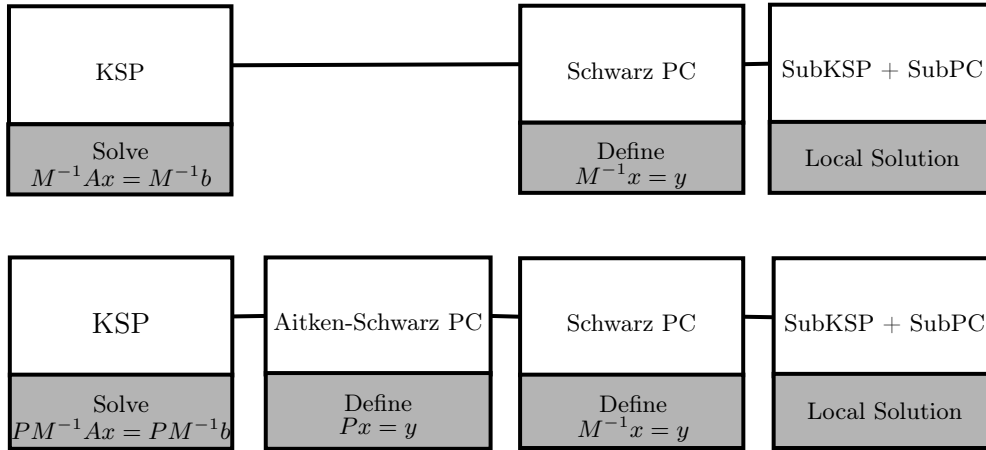 KSP
Schwarz PC
SubKSP + SubPC
Solve
$M^{-1}Ax = M^{-1}b$
Define
$M^{-1}x = y$
Local Solution
KSP
Aitken-Schwarz PC
Schwarz PC
SubKSP + SubPC
Solve
$PM^{-1}Ax = PM^{-1}b$
Define
$Px = y$
Define
$M^{-1}x = y$
Local Solution